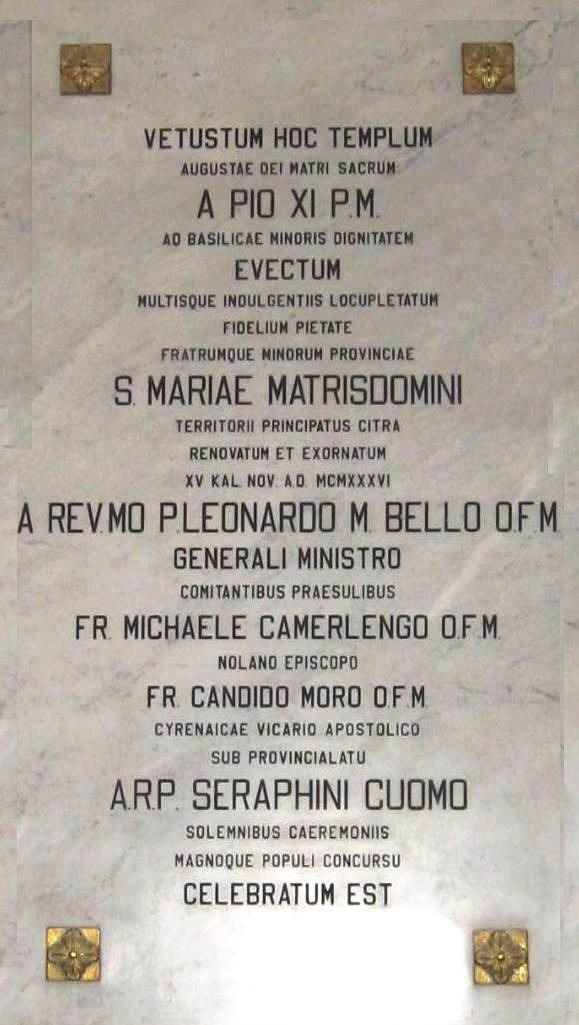 VETUSTUM HOC TEMPLUM
AUGUSTAE DEI MATRI SACRUM
A PIO XI P.M.
AD BASILICAE MINORIS DIGNITATEM
EVECTUM
MULTISQUE INDULGENTIIS LOCUPLETATUM
FIDELIUM PIETATE
FRATRUMQUE MINORUM PROVINCIAE
S. MARIAE MATRISDOMINI
TERRITORII PRINCIPATUS CITRA
RENOVATUM ET EXORNATUM
XV KAL. NOV. A.D. MCMXXXVI
A REV.MO P.LEONARDO M. BELLO O.F.M.
GENERALI MINISTRO
COMITANTIBUS PRAESULIBUS
FR. MICHAELE CAMERLENGO O.F.M.
NOLANO EPISCOPO
FR. CANDIDO MORO O.F.M.
CYRENAICAE VICARIO APOSTOLICO
SUB PROVINCIALATU
A.R.P. SERAPHINI CUOMO
SOLEMNIBUS CAEREMONIIS
MAGNOQUE POPULI CONCURSU
CELEBRATUM EST